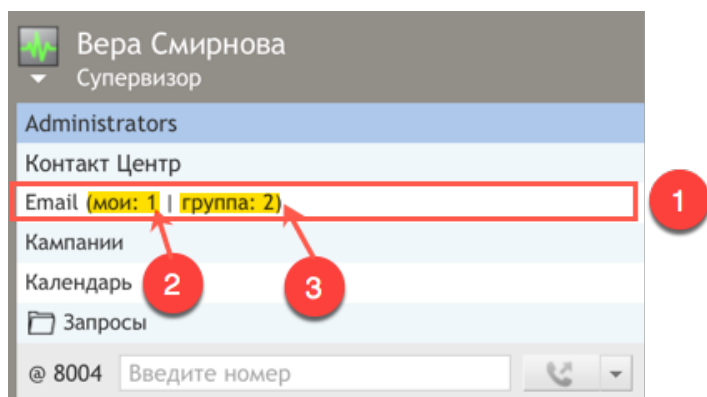 Вера Смирнова
Супервизор
Administrators
Контакт Центр
Email (мои: 1 | группа: 2)
1
Кампании
Календарь
2
3
Запросы
@ 8004 Введите номер